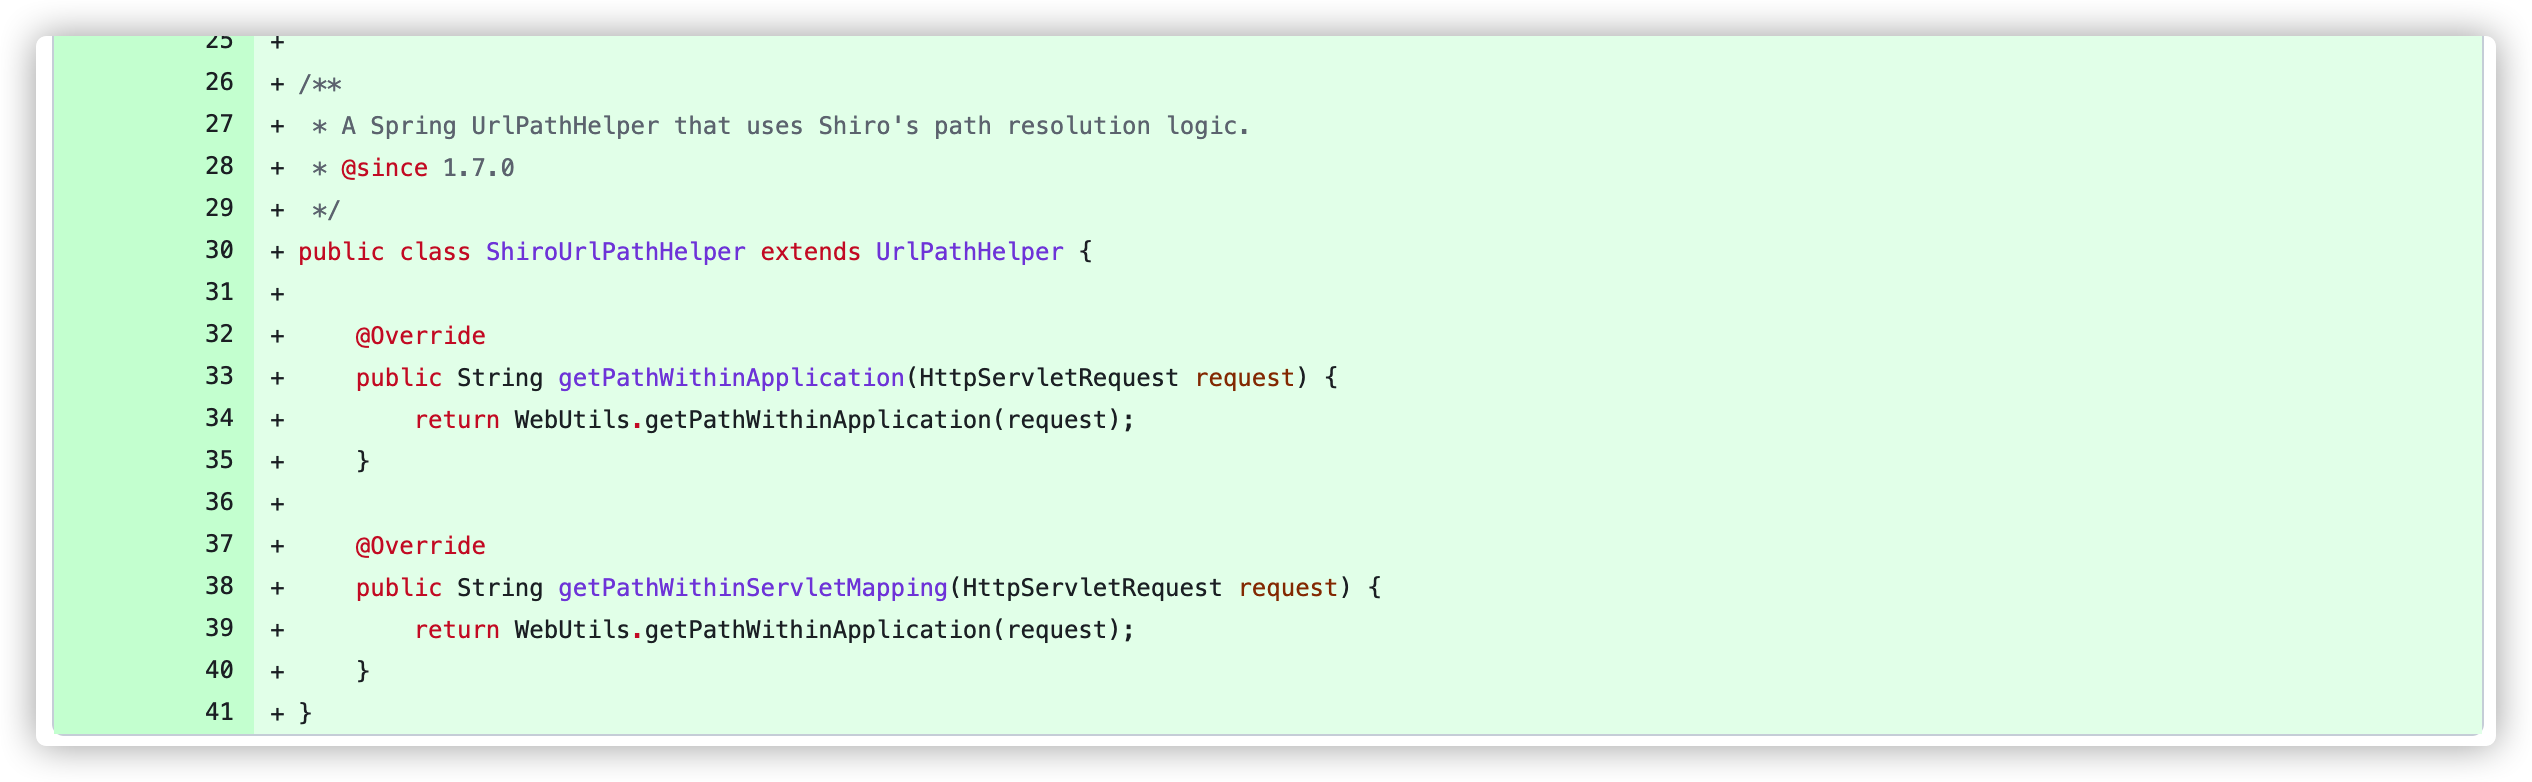 25 +
26 + /**
27 +  * A Spring UrlPathHelper that uses Shiro's path resolution logic.
28 +  * @since 1.7.0
29 +  */
30 + public class ShiroUrlPathHelper extends UrlPathHelper {
31 +
32 +     @Override
33 +     public String getPathWithinApplication(HttpServletRequest request) {
34 +         return WebUtils.getPathWithinApplication(request);
35 +     }
36 +
37 +     @Override
38 +     public String getPathWithinServletMapping(HttpServletRequest request) {
39 +         return WebUtils.getPathWithinApplication(request);
40 +     }
41 + }